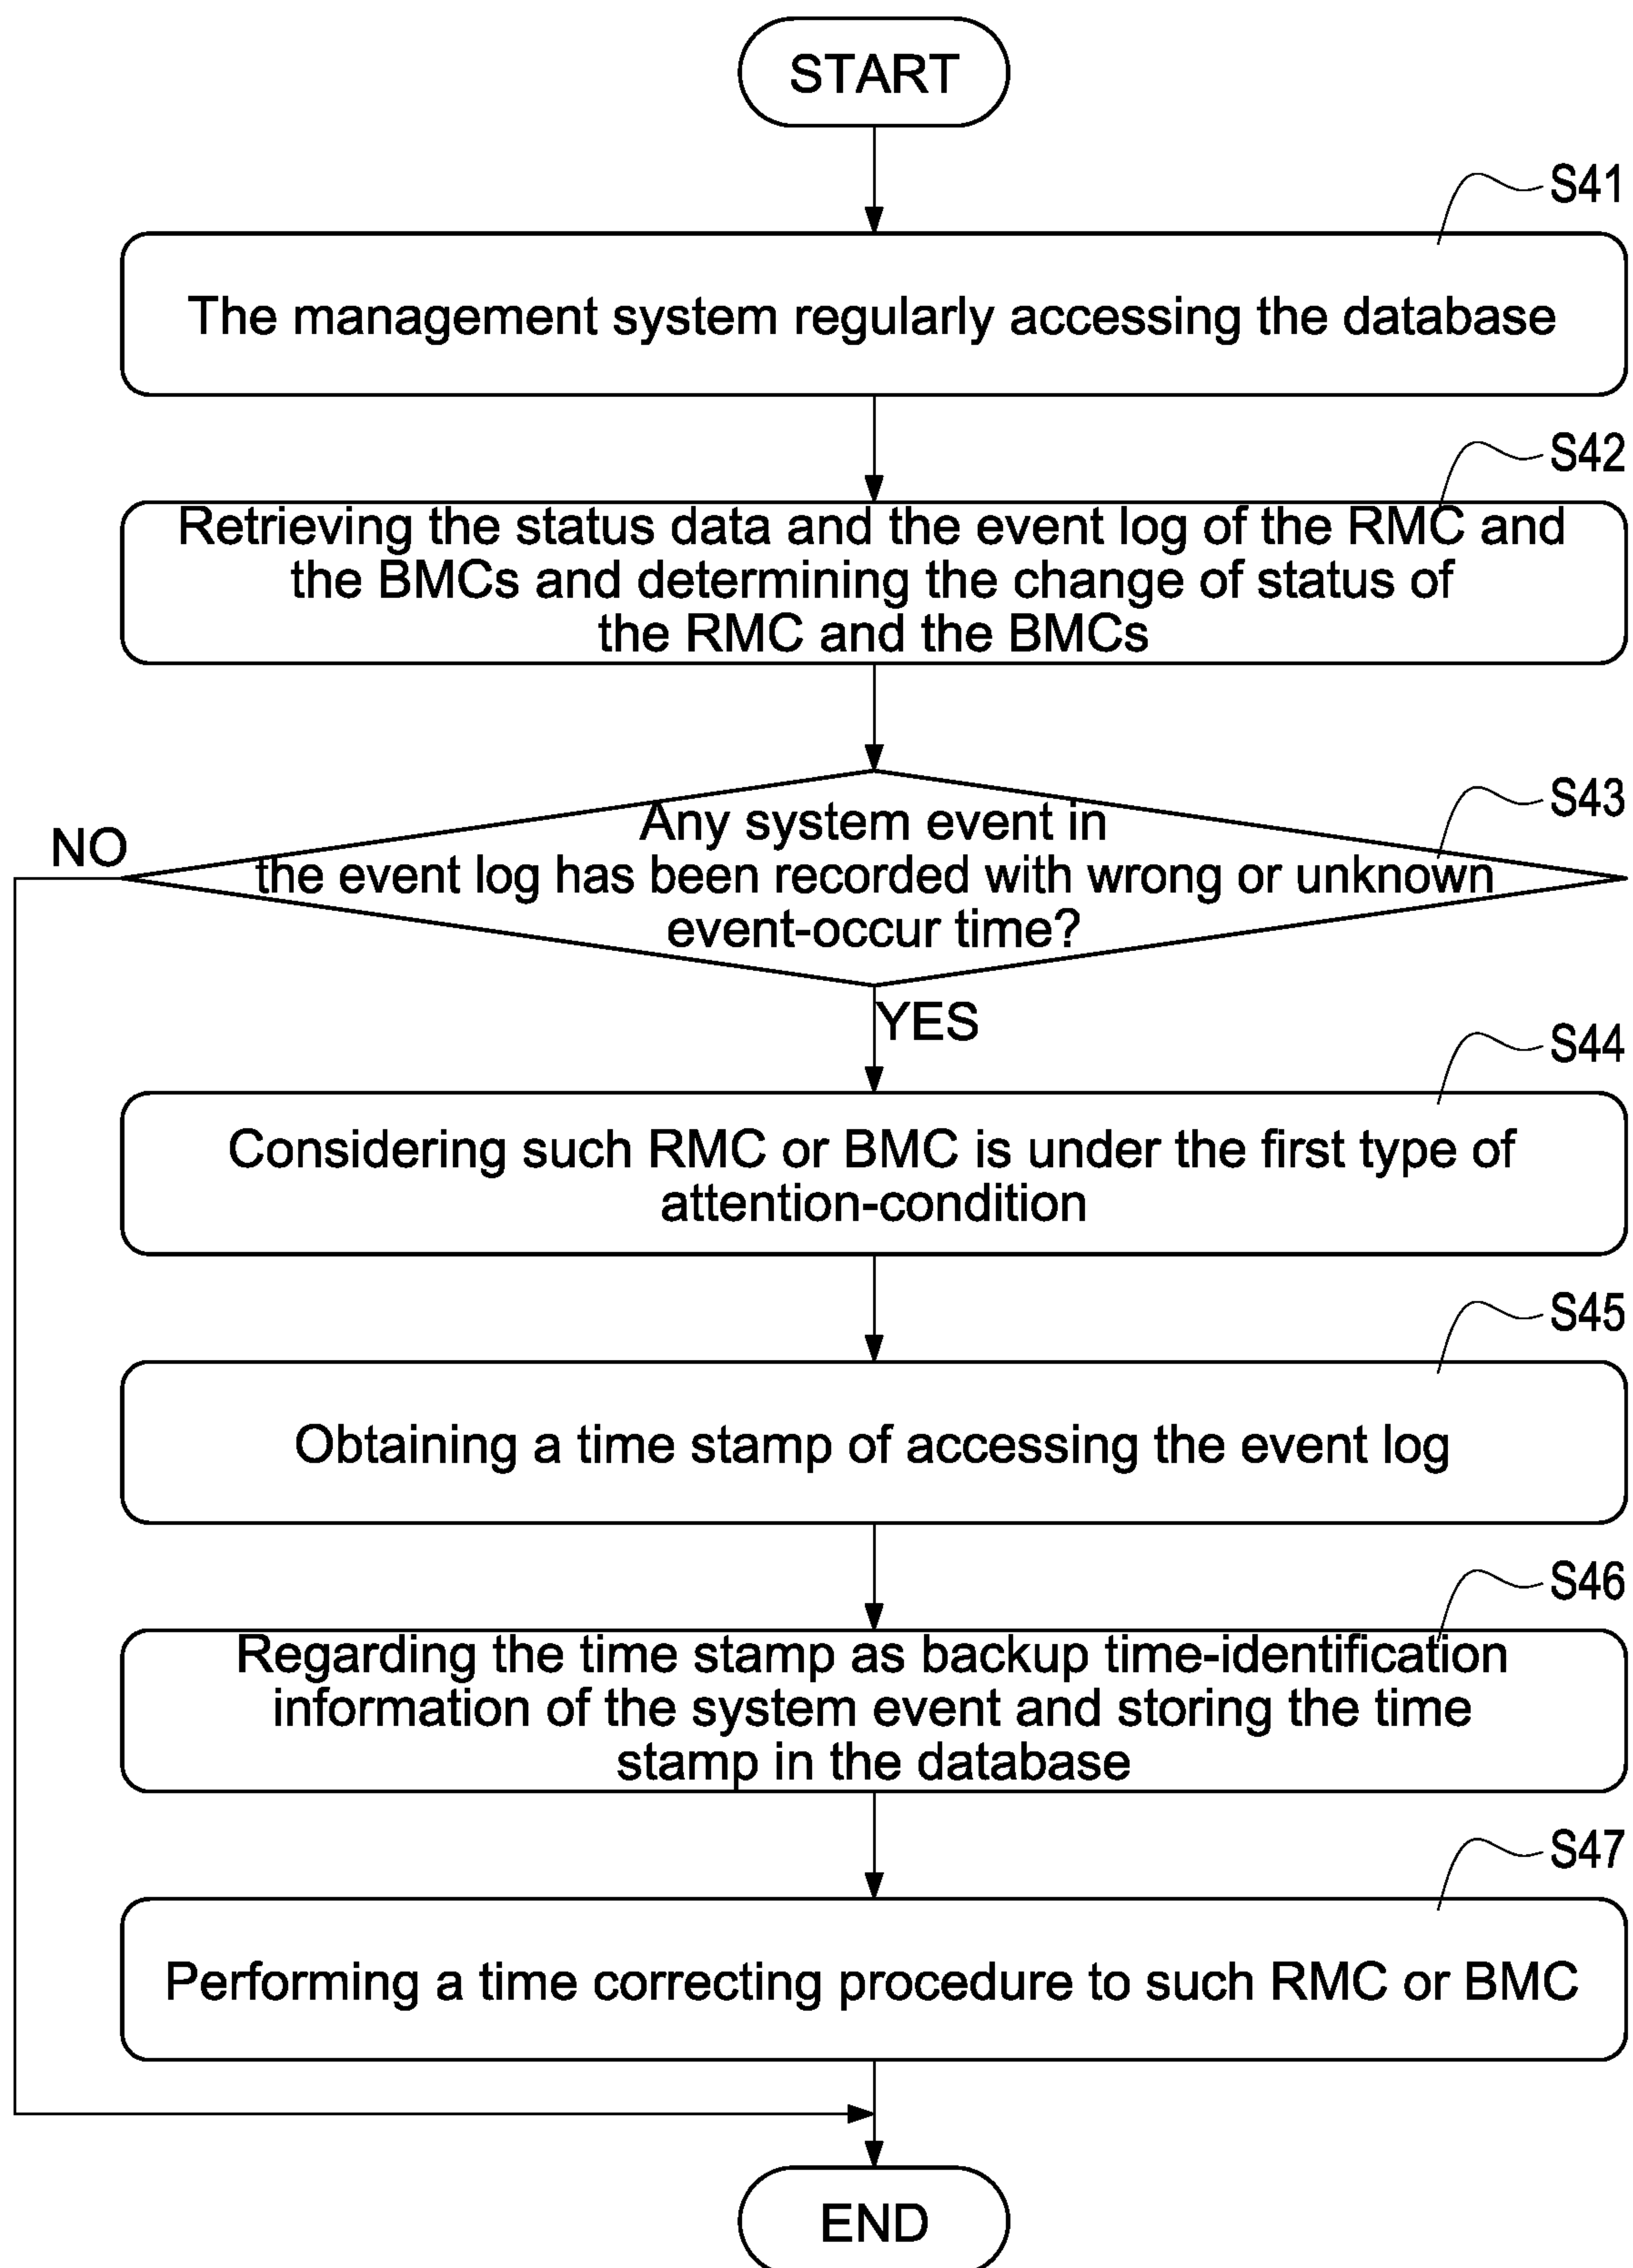 START
S41
The management system regularly accessing the database
S42
Retrieving the status data and the event log of the RMC and
the BMCs and determining the change of status of
the RMC and the BMCs
S43
Any system event in
the event log has been recorded with wrong or unknown
event-occur time?
NO
YES
S44
Considering such RMC or BMC is under the first type of
attention-condition
S45
Obtaining a time stamp of accessing the event log
S46
Regarding the time stamp as backup time-identification
information of the system event and storing the time
stamp in the database
S47
Performing a time correcting procedure to such RMC or BMC
END